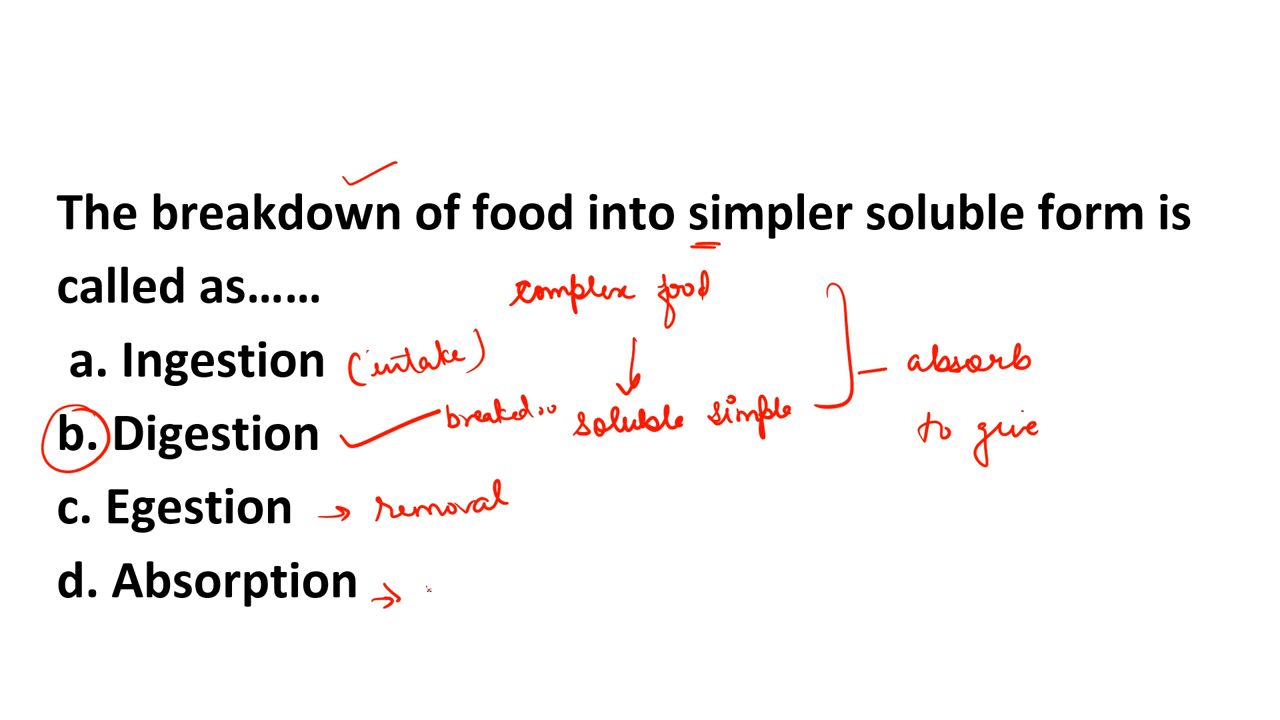 The breakdown of food into simpler soluble form is
called as......
complex food
a. Ingestion (intake)
absorb
b. Digestion breakdo soluble simple
to give
c. Egestion → removal
d. Absorption →